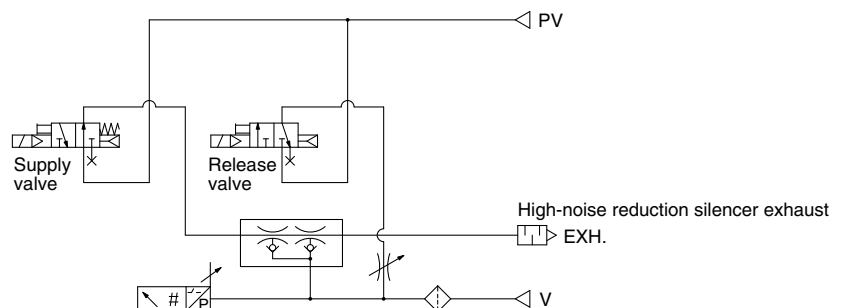 PV
Supply
valve
Release
valve
High-noise reduction silencer exhaust
EXH.
# P
V